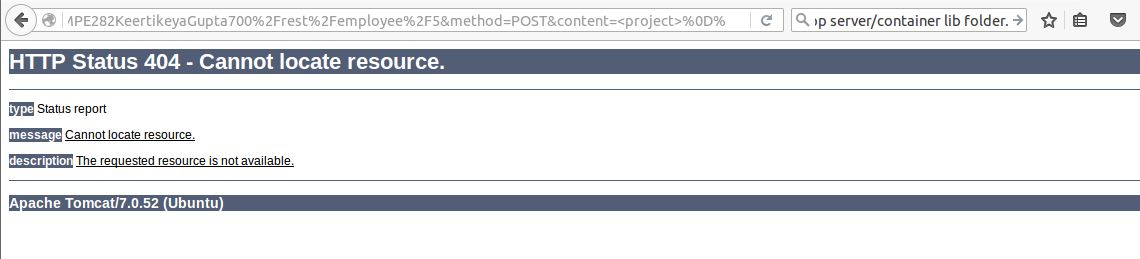 MPE282KeertikeyaGupta700%2Frest%2Femployee%2F5&method=POST&content=<project>%0D%
pp server/container lib folder.
HTTP Status 404 - Cannot locate resource.
type Status report
message Cannot locate resource.
description The requested resource is not available.
Apache Tomcat/7.0.52 (Ubuntu)